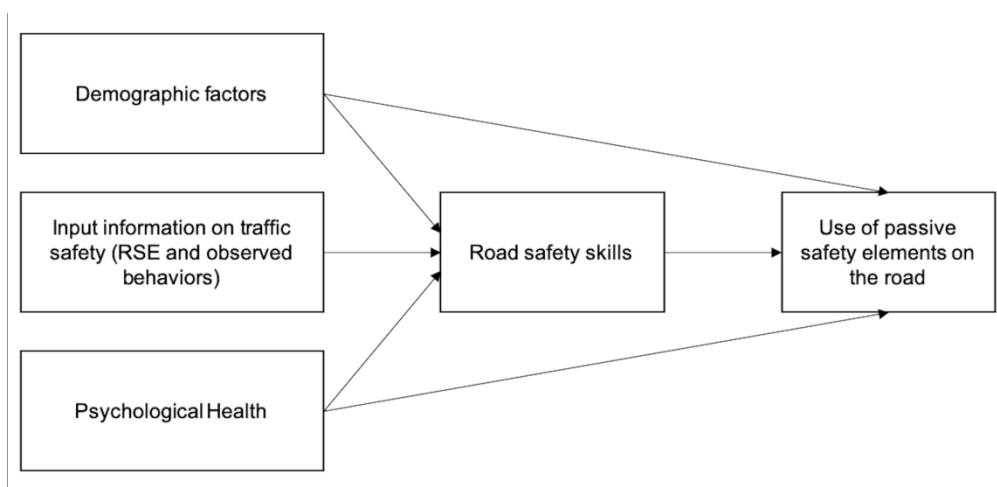 Demographic factors
Input information on traffic
safety (RSE and observed
behaviors)
Road safety skills
Use of passive
safety elements on
the road
Psychological Health